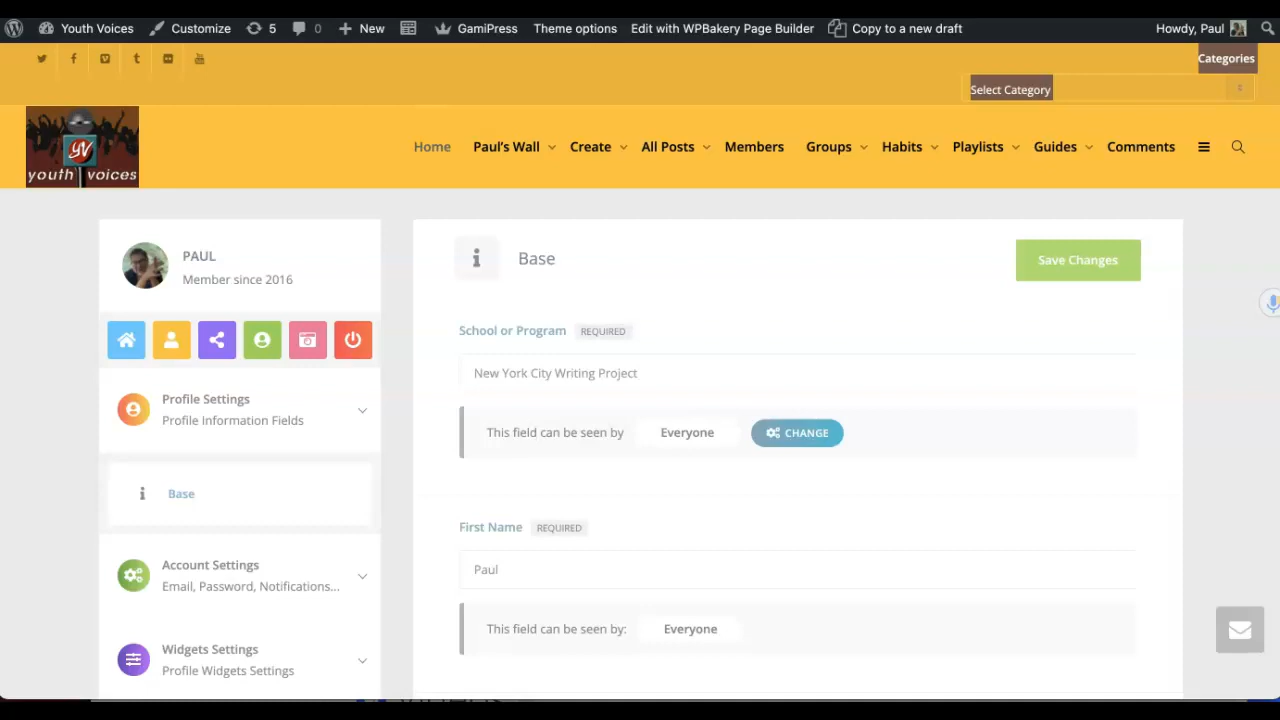 Youth Voices Customize 5 0 New GamiPress Theme options Edit with WPBakery Page Builder Copy to a new draft Howdy, Paul
Categories
Select Category
YV
youth voices
Home Paul's Wall Create All Posts Members Groups Habits Playlists Guides Comments
PAUL
Member since 2016
Profile Settings
Profile Information Fields
Base
Account Settings
Email, Password, Notifications...
Widgets Settings
Profile Widgets Settings
Base
Save Changes
School or Program REQUIRED
New York City Writing Project
This field can be seen by Everyone CHANGE
First Name REQUIRED
Paul
This field can be seen by: Everyone